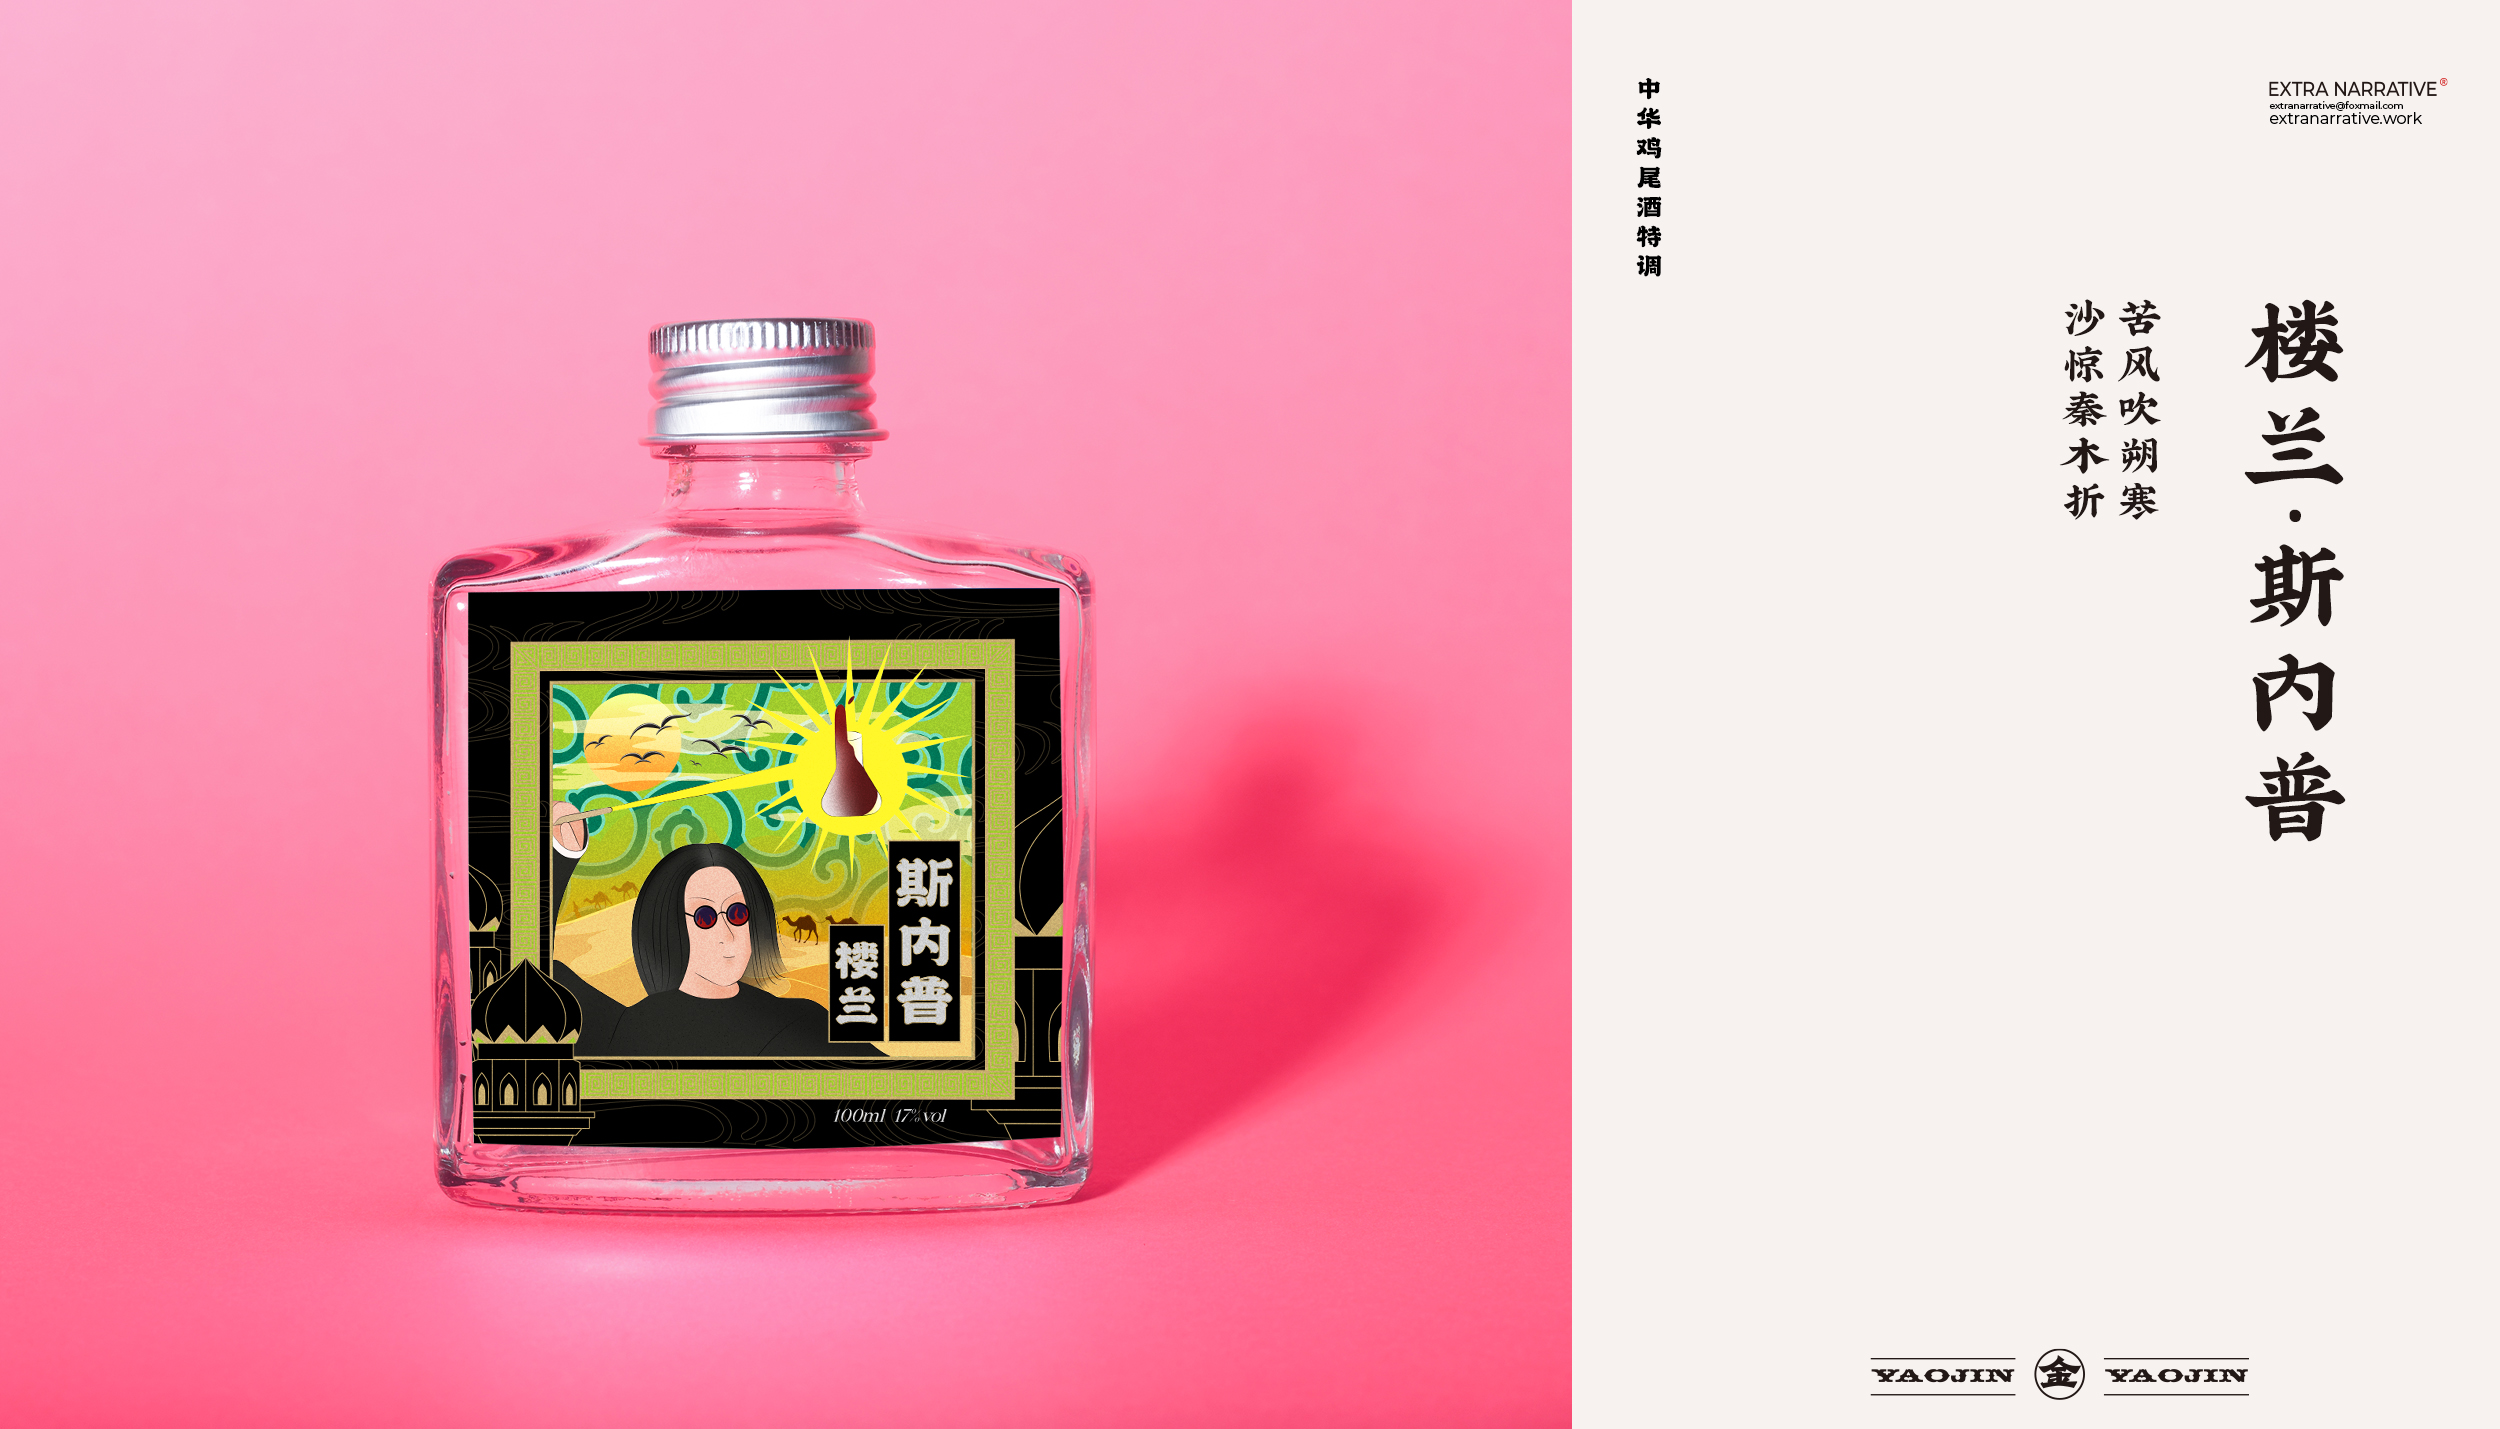 中华鸡尾酒特调
EXTRA NARRATIVE®
extranarrative@foxmail.com
extranarrative.work
楼兰·斯内普
苦风吹朔寒
沙惊秦木折
斯内普
楼兰
100ml 17% vol
YAOJIN 金 YAOJIN